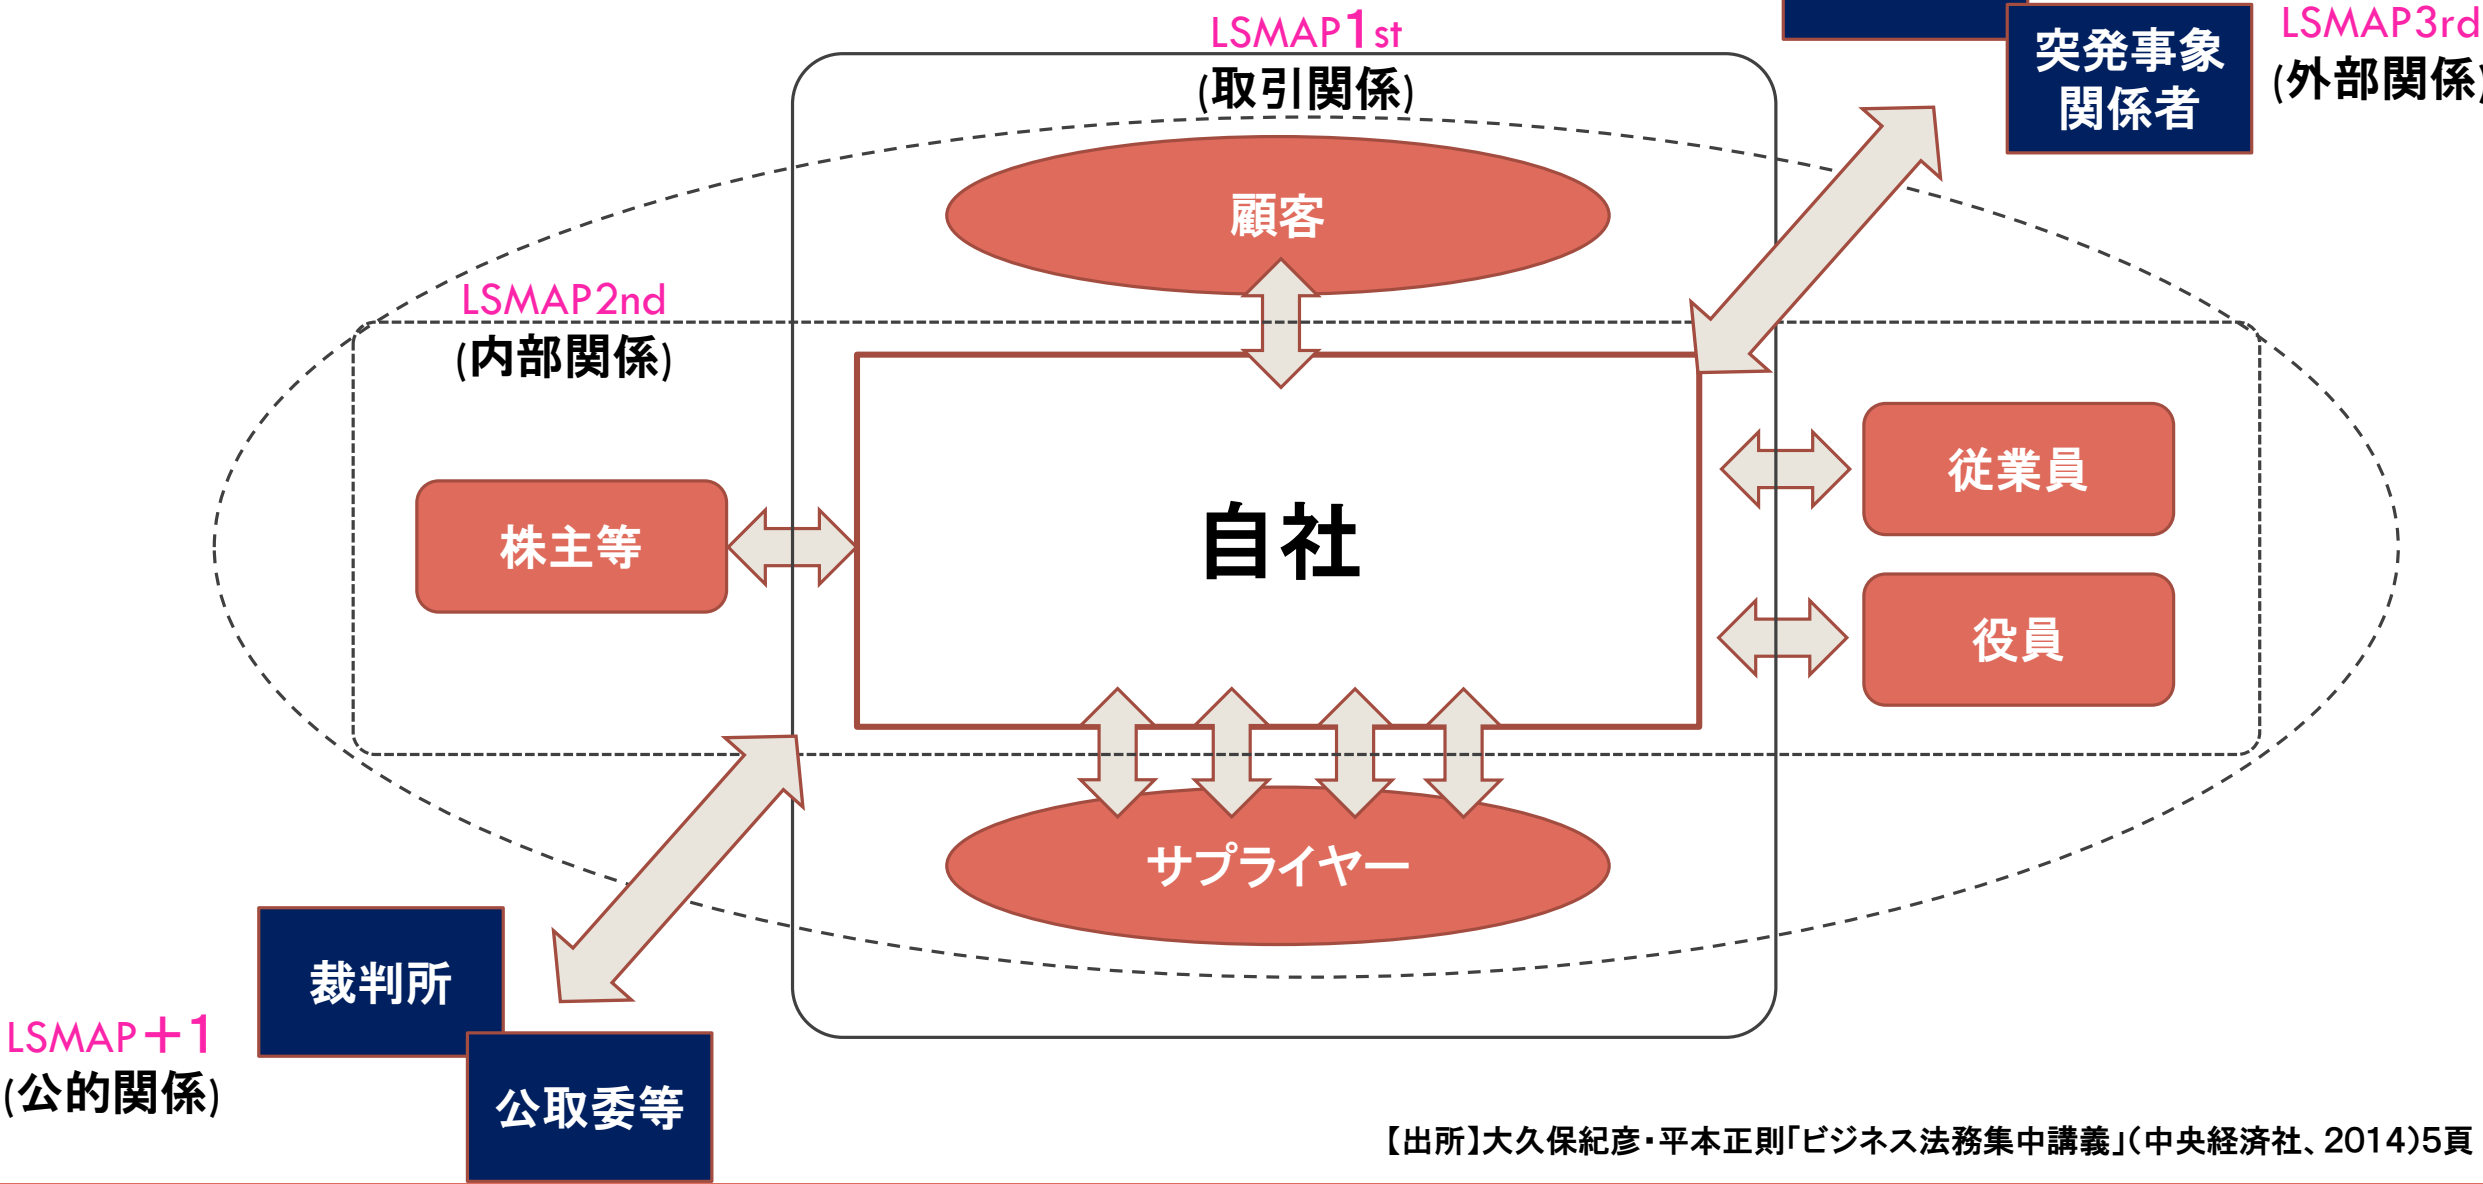 LSMAP1st
(取引関係)
突発事象
関係者
LSMAP3rd
(外部関係)
顧客
LSMAP2nd
(内部関係)
自社
株主等
従業員
役員
サプライヤー
裁判所
公取委等
LSMAP＋1
(公的関係)
【出所】大久保紀彦・平本正則「ビジネス法務集中講義」（中央経済社、2014）5頁